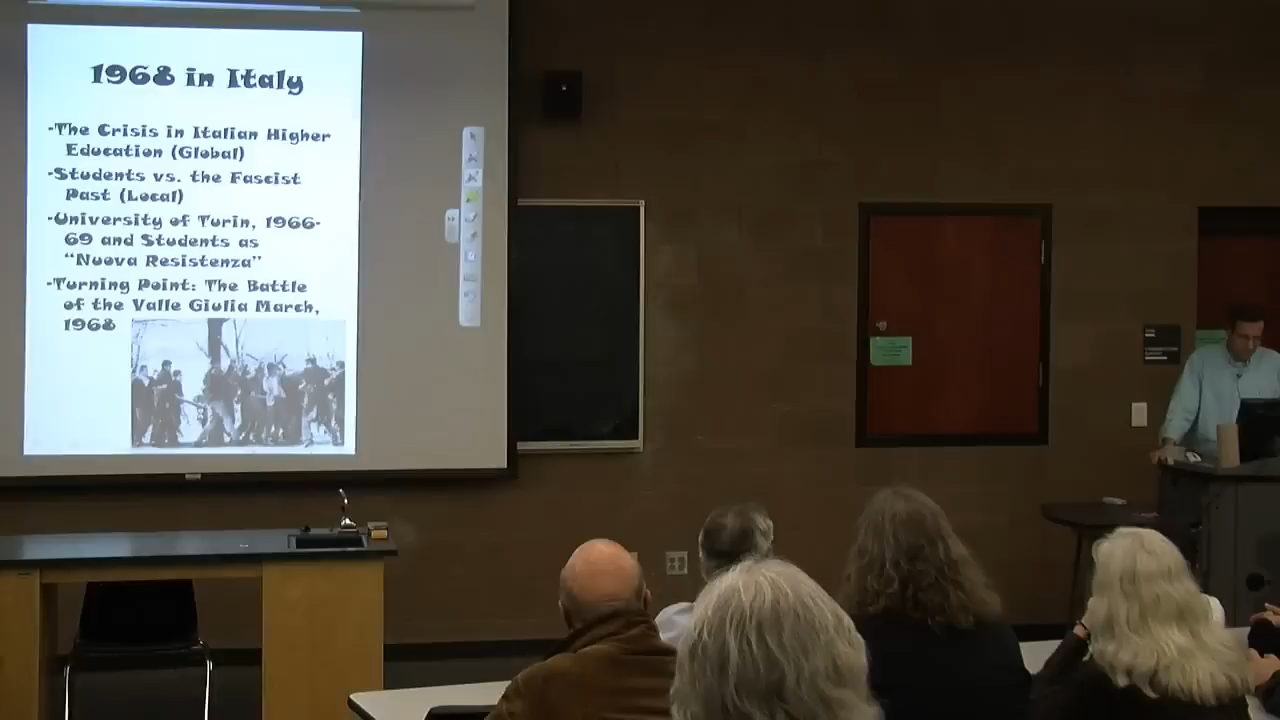 1968 in Italy
-The Crisis in Italian Higher
Education (Global)
-Students vs. the Fascist
Past (Local)
-University of Turin, 1966-
69 and Students as
“Nuova Resistenza”
-Turning Point: The Battle
of the Valle Giulia March,
1968